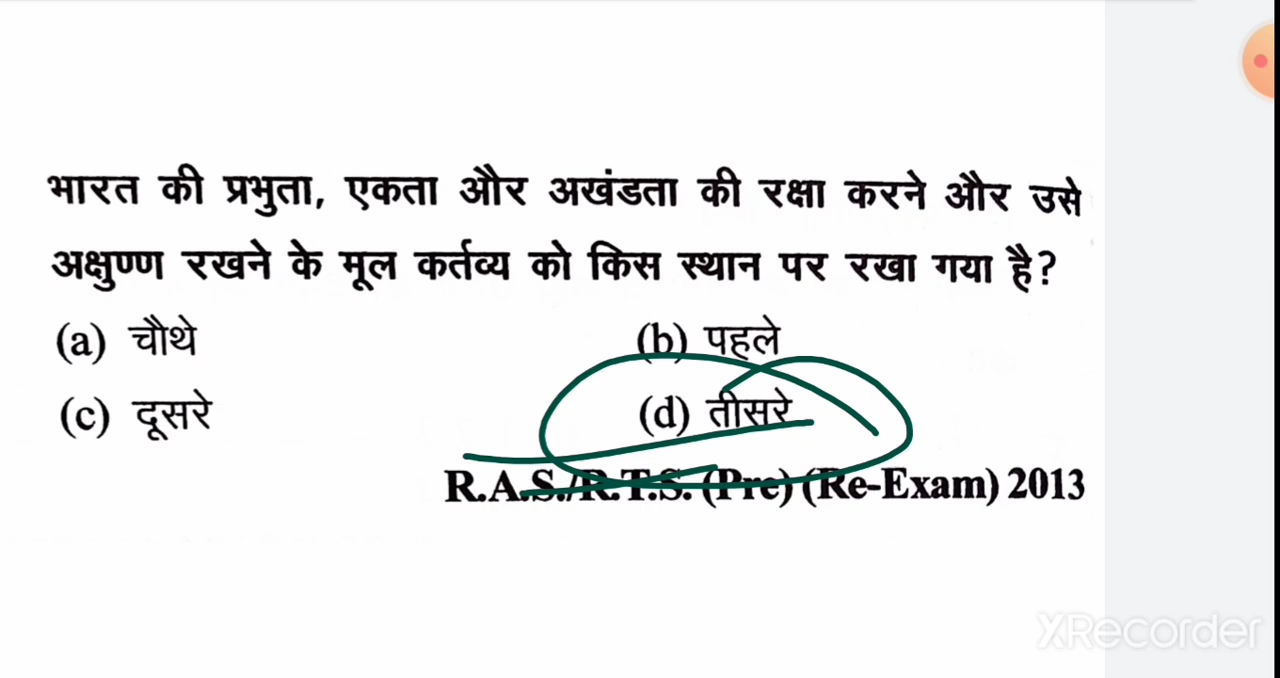 भारत की प्रभुता, एकता और अखंडता की रक्षा करने और उसे
अक्षुण्ण रखने के मूल कर्तव्य को किस स्थान पर रखा गया है?
(a) चौथे (b) पहले
(c) दूसरे (d) तीसरे
R.A.S./R.T.S. (Pre) (Re-Exam) 2013
XRecorder